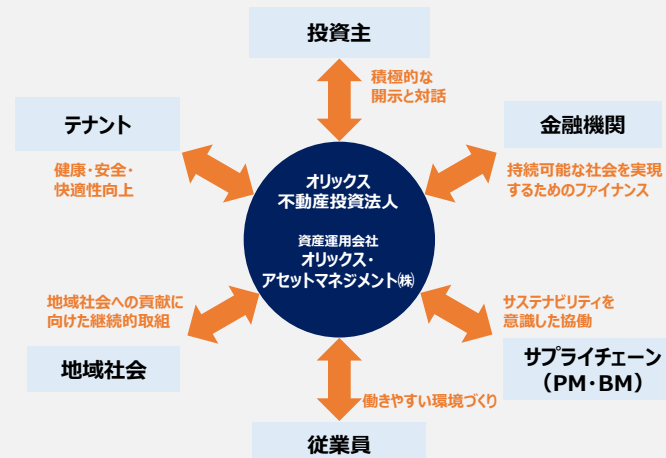 投資主
積極的な
開示と対話
テナント
健康・安全・
快適性向上
金融機関
持続可能な社会を実現
するためのファイナンス
オリックス
不動産投資法人
資産運用会社
オリックス・
アセットマネジメント㈱
地域社会への貢献に
向けた継続的取組
地域社会
サステナビリティを
意識した協働
サプライチェーン
（PM・BM）
働きやすい環境づくり
従業員